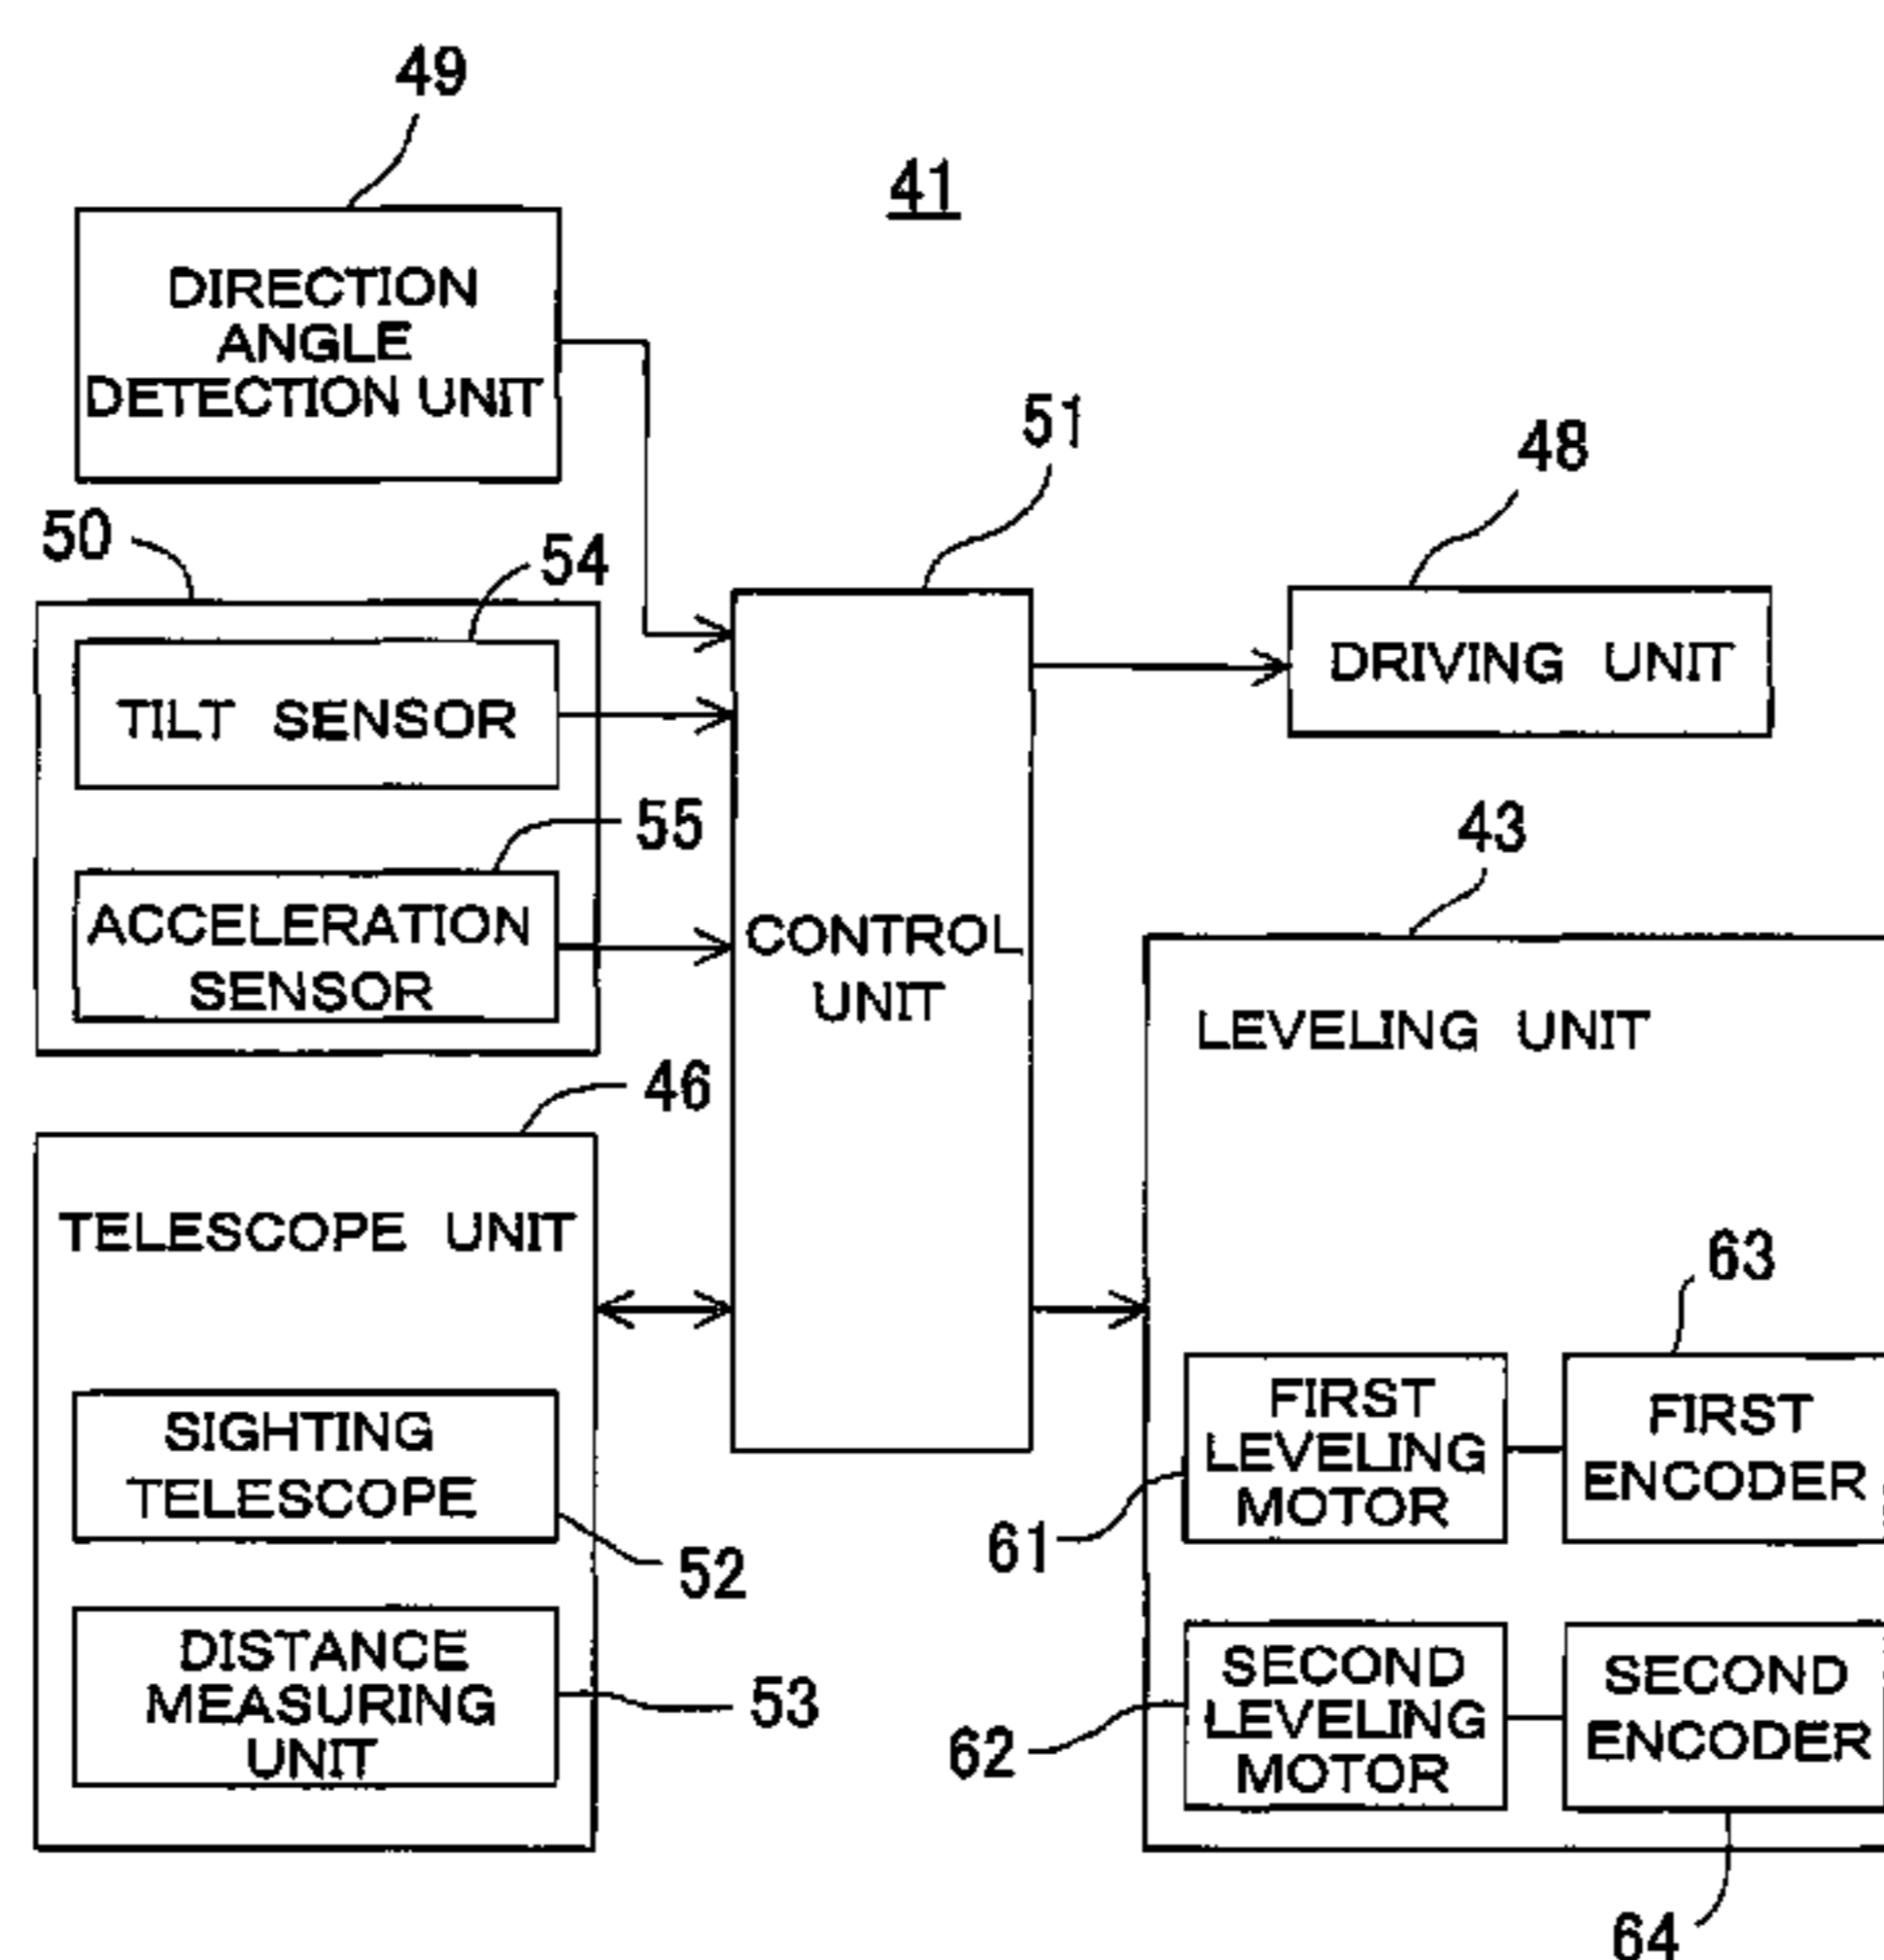 49
41
DIRECTION
ANGLE
DETECTION UNIT
51
48
50
54
TILT SENSOR
DRIVING UNIT
55
43
ACCELERATION
SENSOR
CONTROL
UNIT
LEVELING UNIT
46
TELESCOPE UNIT
63
SIGHTING
TELESCOPE
52
FIRST
LEVELING
MOTOR
61
FIRST
ENCODER
DISTANCE
MEASURING
UNIT
53
SECOND
LEVELING
MOTOR
62
SECOND
ENCODER
64